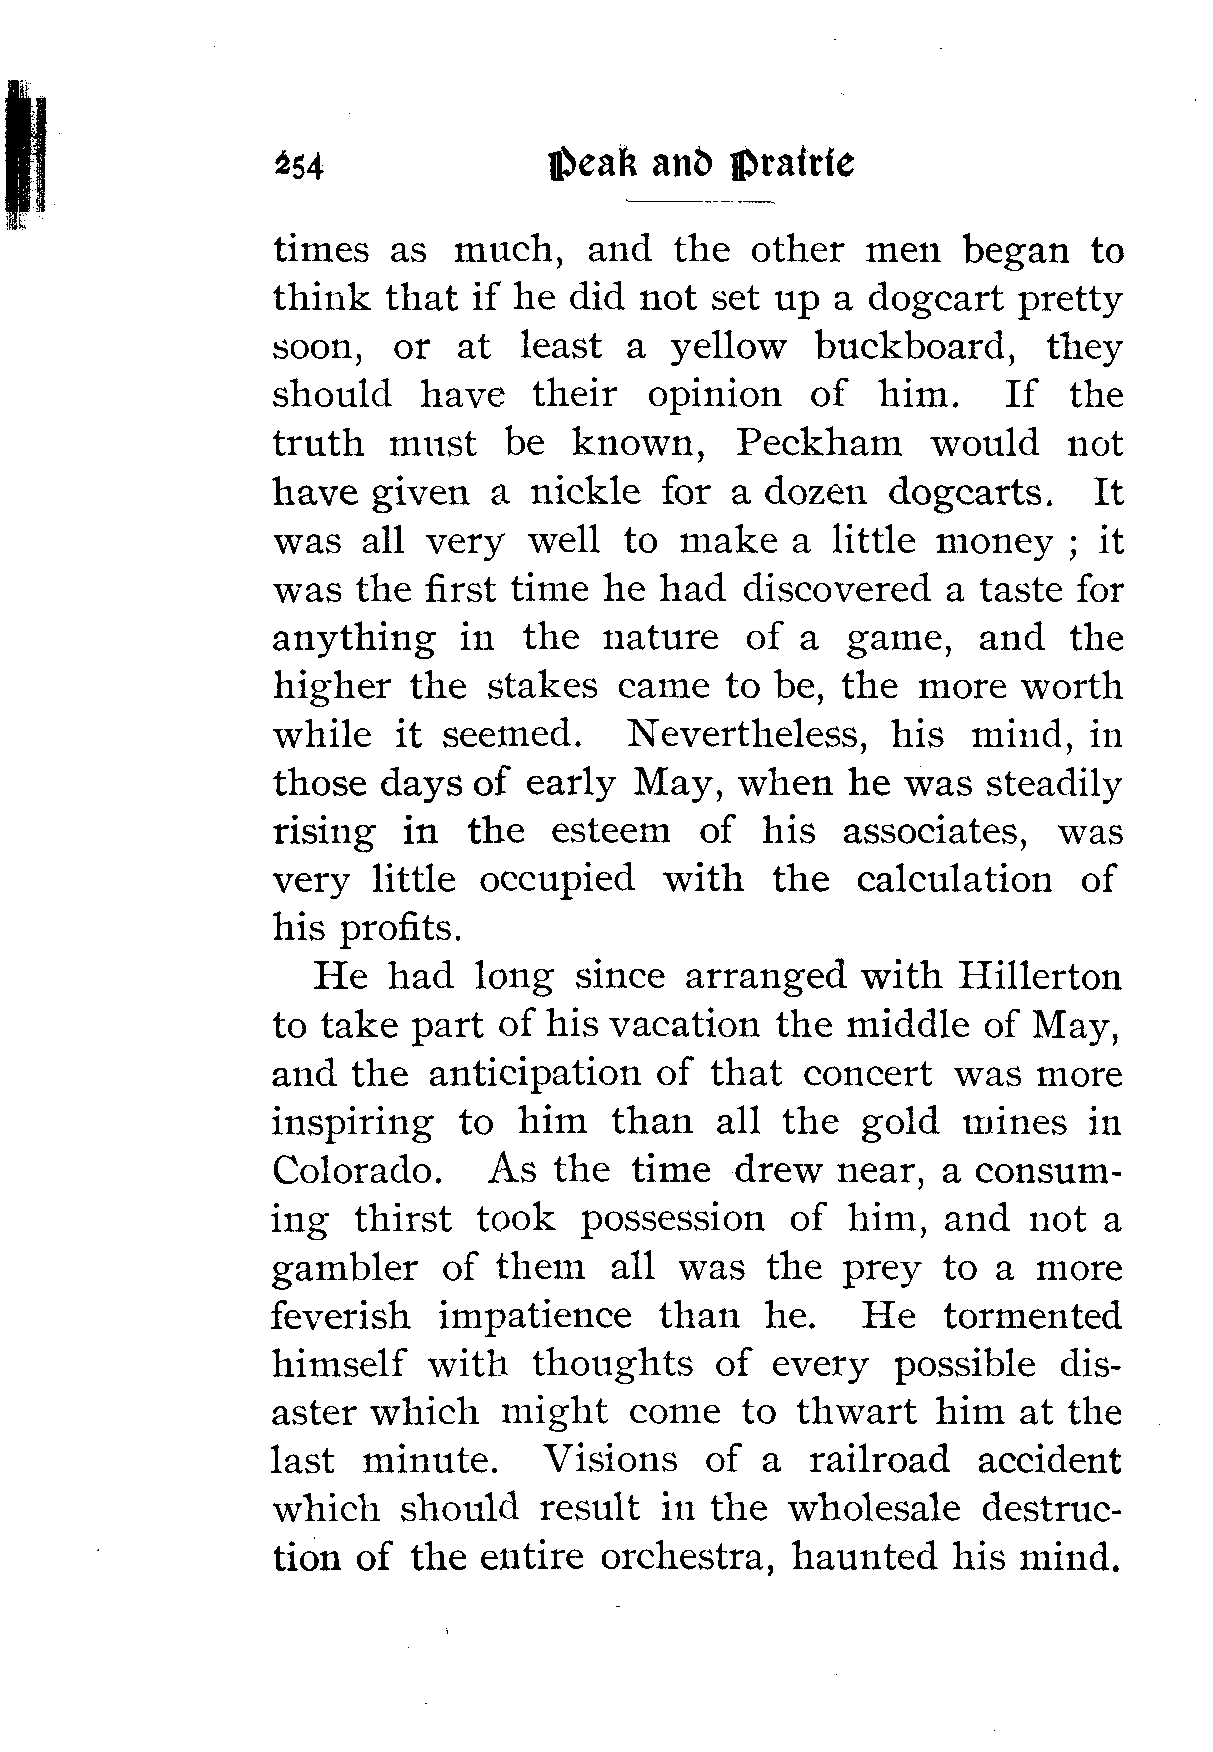 254 Peak and Prairie
times as much, and the other men began to
think that if he did not set up a dogcart pretty
soon, or at least a yellow buckboard, they
should have their opinion of him. If the
truth must be known, Peckham would not
have given a nickle for a dozen dogcarts. It
was all very well to make a little money ; it
was the first time he had discovered a taste for
anything in the nature of a game, and the
higher the stakes came to be, the more worth
while it seemed. Nevertheless, his mind, in
those days of early May, when he was steadily
rising in the esteem of his associates, was
very little occupied with the calculation of
his profits.
He had long since arranged with Hillerton
to take part of his vacation the middle of May,
and the anticipation of that concert was more
inspiring to him than all the gold mines in
Colorado. As the time drew near, a consum-
ing thirst took possession of him, and not a
gambler of them all was the prey to a more
feverish impatience than he. He tormented
himself with thoughts of every possible dis-
aster which might come to thwart him at the
last minute. Visions of a railroad accident
which should result in the wholesale destruc-
tion of the entire orchestra, haunted his mind.